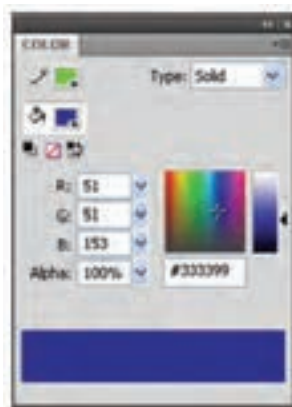 COLOR
Type: Solid
R: 51
G: 51
B: 153
Alpha: 100%
#333399